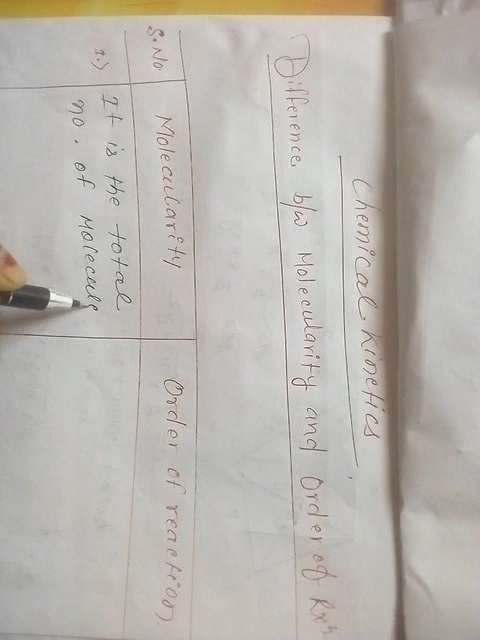 Chemical kinetics
Difference b/w Molecularity and Order of Rxⁿ
S.No Molecularity Order of reaction.
1.) It is the total
no. of Molecule